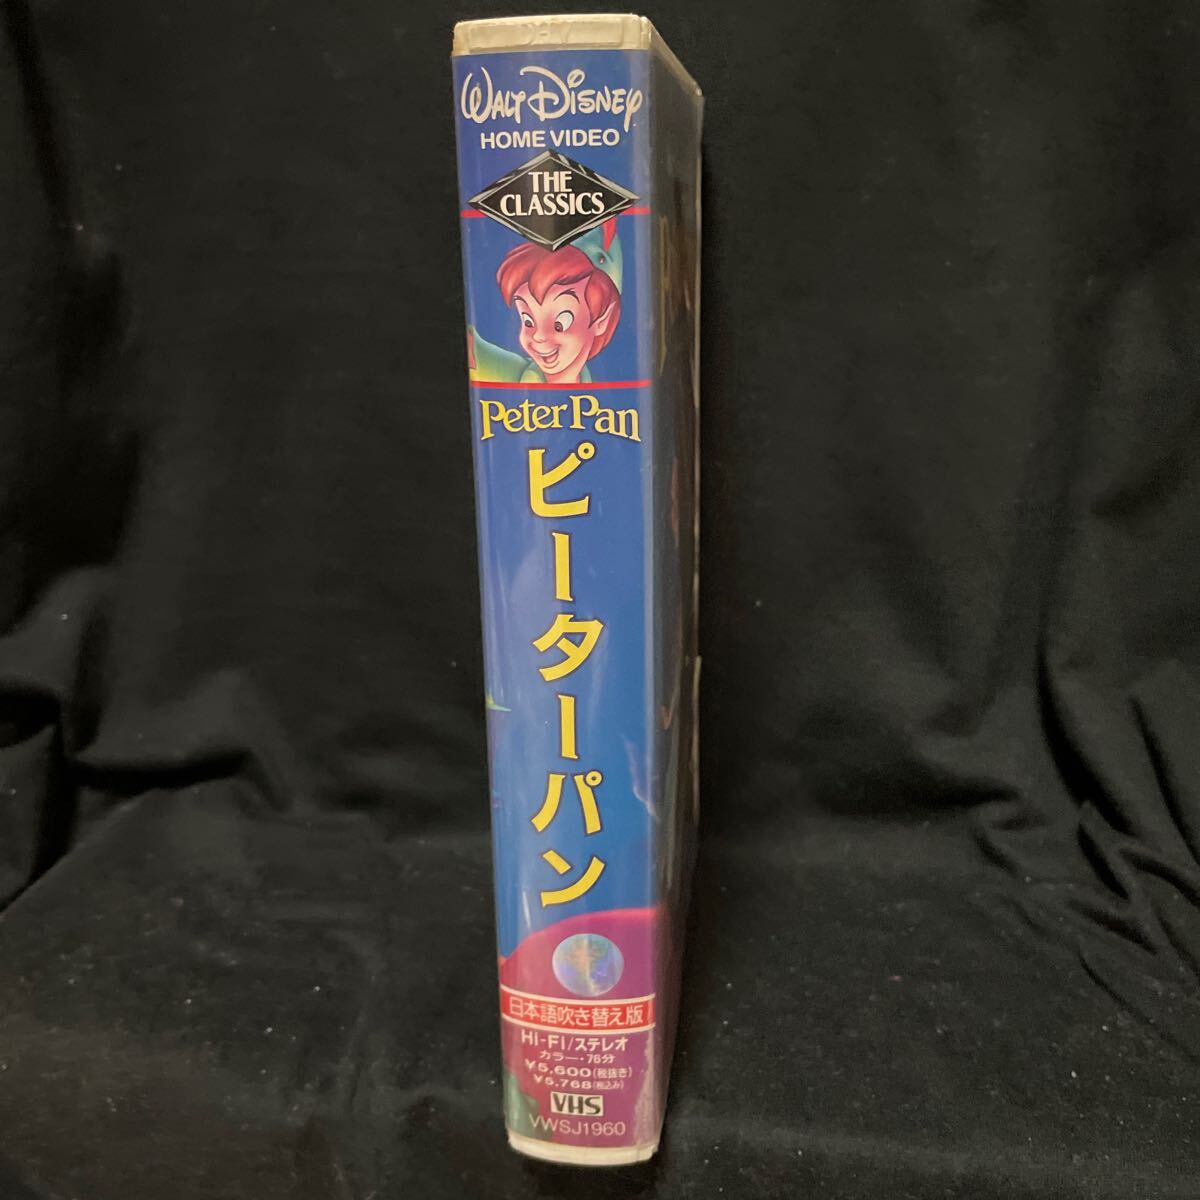 WALT DISNEY
HOME VIDEO
THE
CLASSICS
Peter Pan
ピーターパン
日本語吹き替え版
Hi-Fi/ステレオ
カラー・76分
¥5,600(税抜き)
¥5,768(税込み)
VHS
VWSJ1960